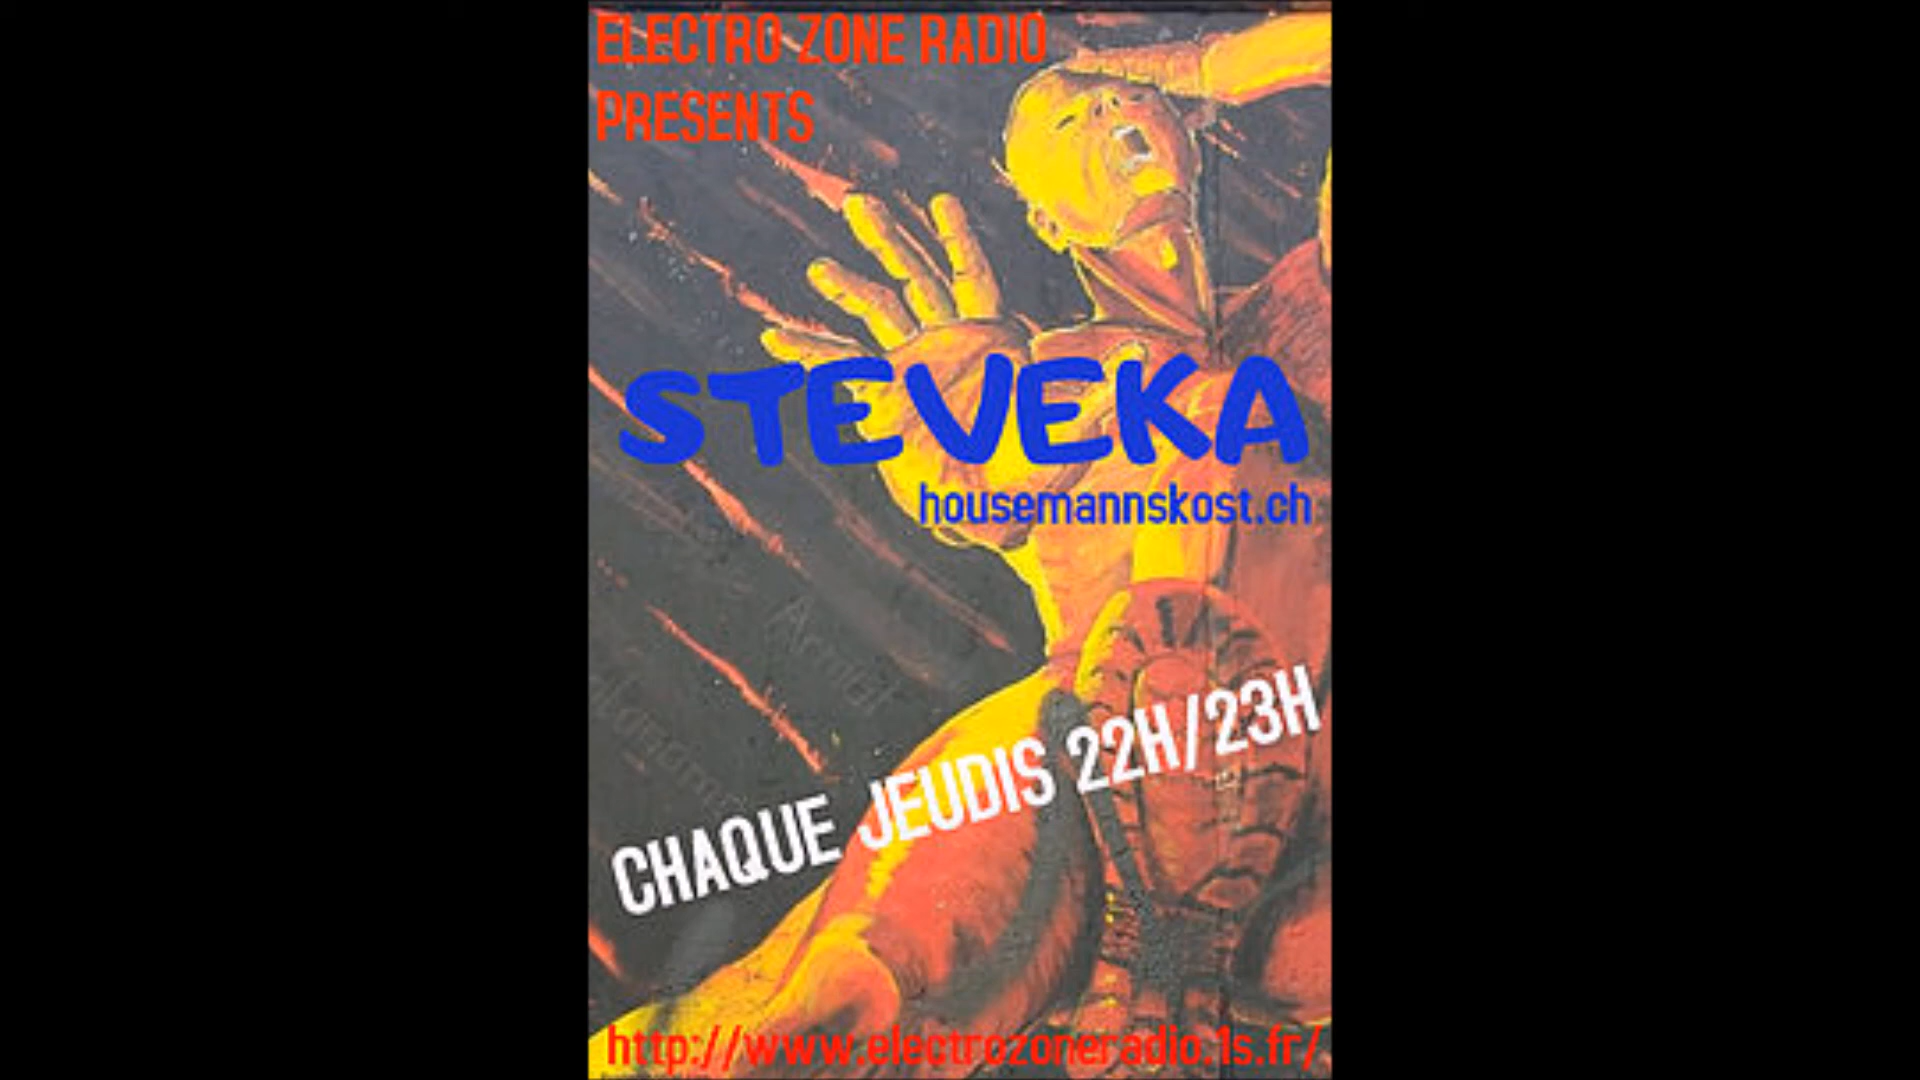 ELECTRO ZONE RADIO
PRESENTS
STEVEKA
housemannskost.ch
CHAQUE JEUDIS 22H/23H
http://www.electrozoneradio.1s.fr/